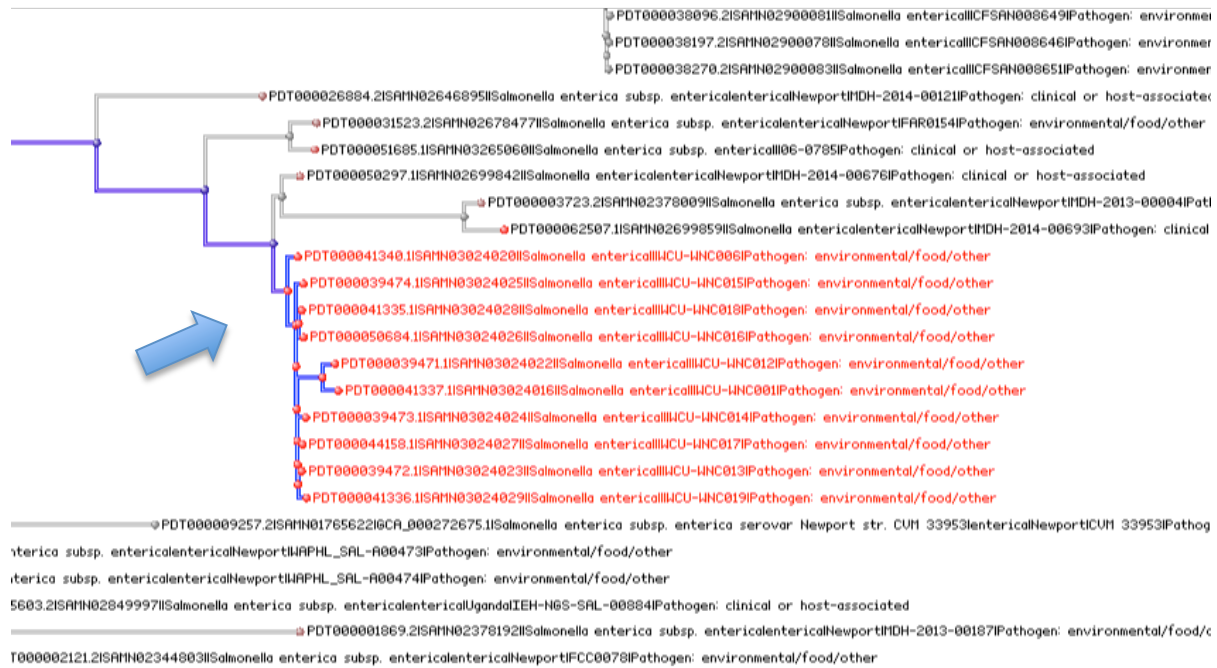 PDT000038096.2|SAMN02900081||Salmonella enterica|||CFSAN008649|Pathogen: environmer
PDT000038197.2|SAMN02900078||Salmonella enterica|||CFSAN008646|Pathogen: environmer
PDT000038270.2|SAMN02900083||Salmonella enterica|||CFSAN008651|Pathogen: environmer
PDT000026884.2|SAMN02646895||Salmonella enterica subsp. enterica|enterica|Newport|MDH-2014-00121|Pathogen: clinical or host-associated
PDT000031523.2|SAMN02678477||Salmonella enterica subsp. enterica|enterica|Newport|FAR0154|Pathogen: environmental/food/other
PDT000051685.1|SAMN03265060||Salmonella enterica subsp. enterica|||06-0785|Pathogen: clinical or host-associated
PDT000050297.1|SAMN02699842||Salmonella enterica|enterica|Newport|MDH-2014-00676|Pathogen: clinical or host-associated
PDT000003723.2|SAMN02378009||Salmonella enterica subsp. enterica|enterica|Newport|MDH-2013-00004|Pat
PDT000062507.1|SAMN02699859||Salmonella enterica|enterica|Newport|MDH-2014-00693|Pathogen: clinical
PDT000041340.1|SAMN03024020||Salmonella enterica|||WCU-WNC006|Pathogen: environmental/food/other
PDT000039474.1|SAMN03024025||Salmonella enterica|||WCU-WNC015|Pathogen: environmental/food/other
PDT000041335.1|SAMN03024028||Salmonella enterica|||WCU-WNC018|Pathogen: environmental/food/other
PDT000050684.1|SAMN03024026||Salmonella enterica|||WCU-WNC016|Pathogen: environmental/food/other
PDT000039471.1|SAMN03024022||Salmonella enterica|||WCU-WNC012|Pathogen: environmental/food/other
PDT000041337.1|SAMN03024016||Salmonella enterica|||WCU-WNC001|Pathogen: environmental/food/other
PDT000039473.1|SAMN03024024||Salmonella enterica|||WCU-WNC014|Pathogen: environmental/food/other
PDT000044158.1|SAMN03024027||Salmonella enterica|||WCU-WNC017|Pathogen: environmental/food/other
PDT000039472.1|SAMN03024023||Salmonella enterica|||WCU-WNC013|Pathogen: environmental/food/other
PDT000041336.1|SAMN03024029||Salmonella enterica|||WCU-WNC019|Pathogen: environmental/food/other
PDT000009257.2|SAMN01765622|GCA_000272675.1|Salmonella enterica subsp. enterica serovar Newport str. CVM 33953|enterica|Newport|CVM 33953|Pathog
nterica subsp. enterica|enterica|Newport|WAPHL_SAL-A00473|Pathogen: environmental/food/other
terica subsp. enterica|enterica|Newport|WAPHL_SAL-A00474|Pathogen: environmental/food/other
5603.2|SAMN02849997||Salmonella enterica subsp. enterica|enterica|Uganda|IEH-NGS-SAL-00884|Pathogen: clinical or host-associated
PDT000001869.2|SAMN02378192||Salmonella enterica subsp. enterica|enterica|Newport|MDH-2013-00187|Pathogen: environmental/food/o
T000002121.2|SAMN02344803||Salmonella enterica subsp. enterica|enterica|Newport|FCC0078|Pathogen: environmental/food/other